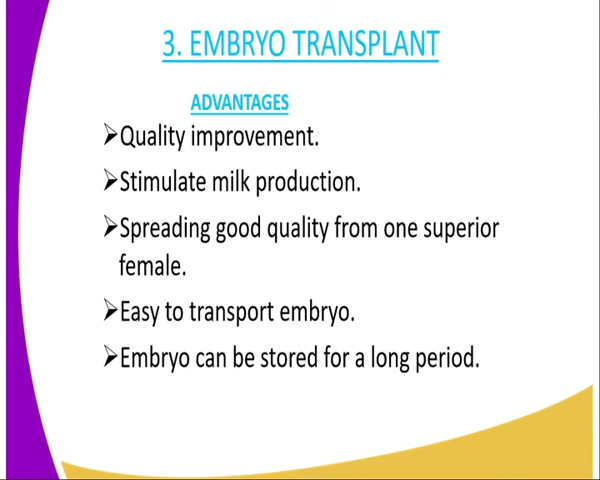 3. EMBRYO TRANSPLANT
ADVANTAGES
➢Quality improvement.
➢Stimulate milk production.
➢Spreading good quality from one superior
female.
➢Easy to transport embryo.
➢Embryo can be stored for a long period.